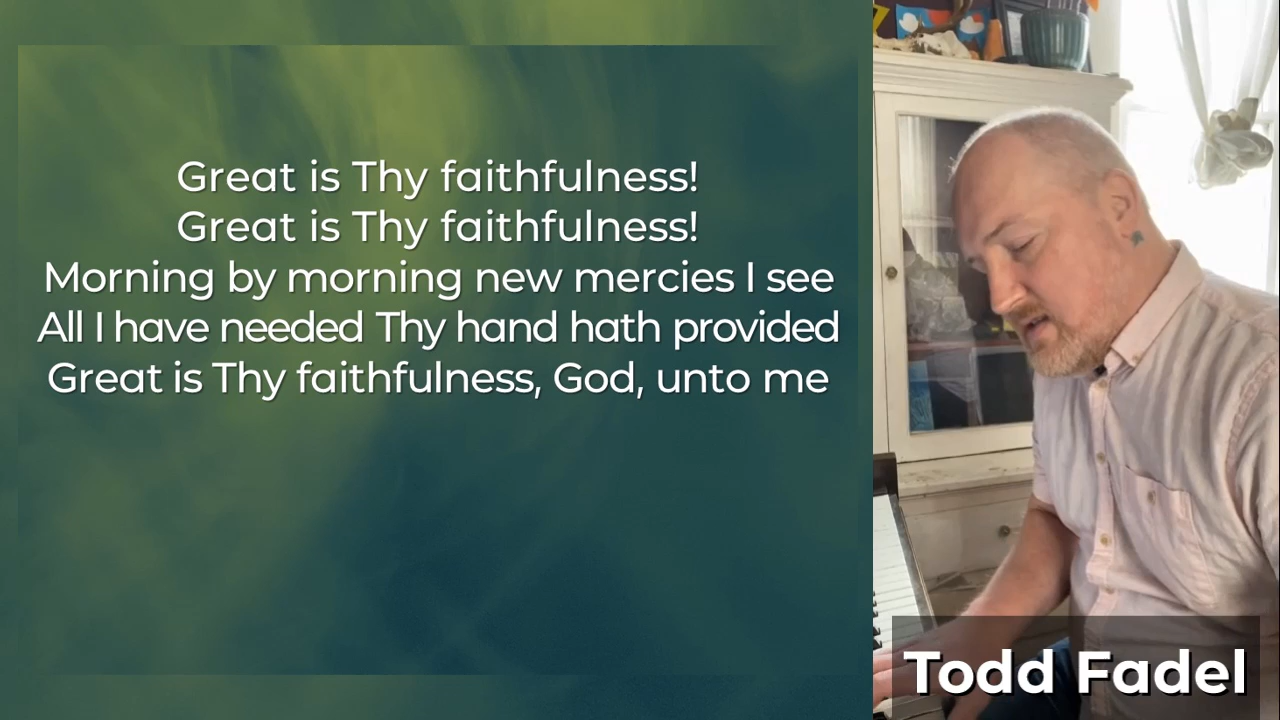 Great is Thy faithfulness!
Great is Thy faithfulness!
Morning by morning new mercies I see
All I have needed Thy hand hath provided
Great is Thy faithfulness, God, unto me
Todd Fadel